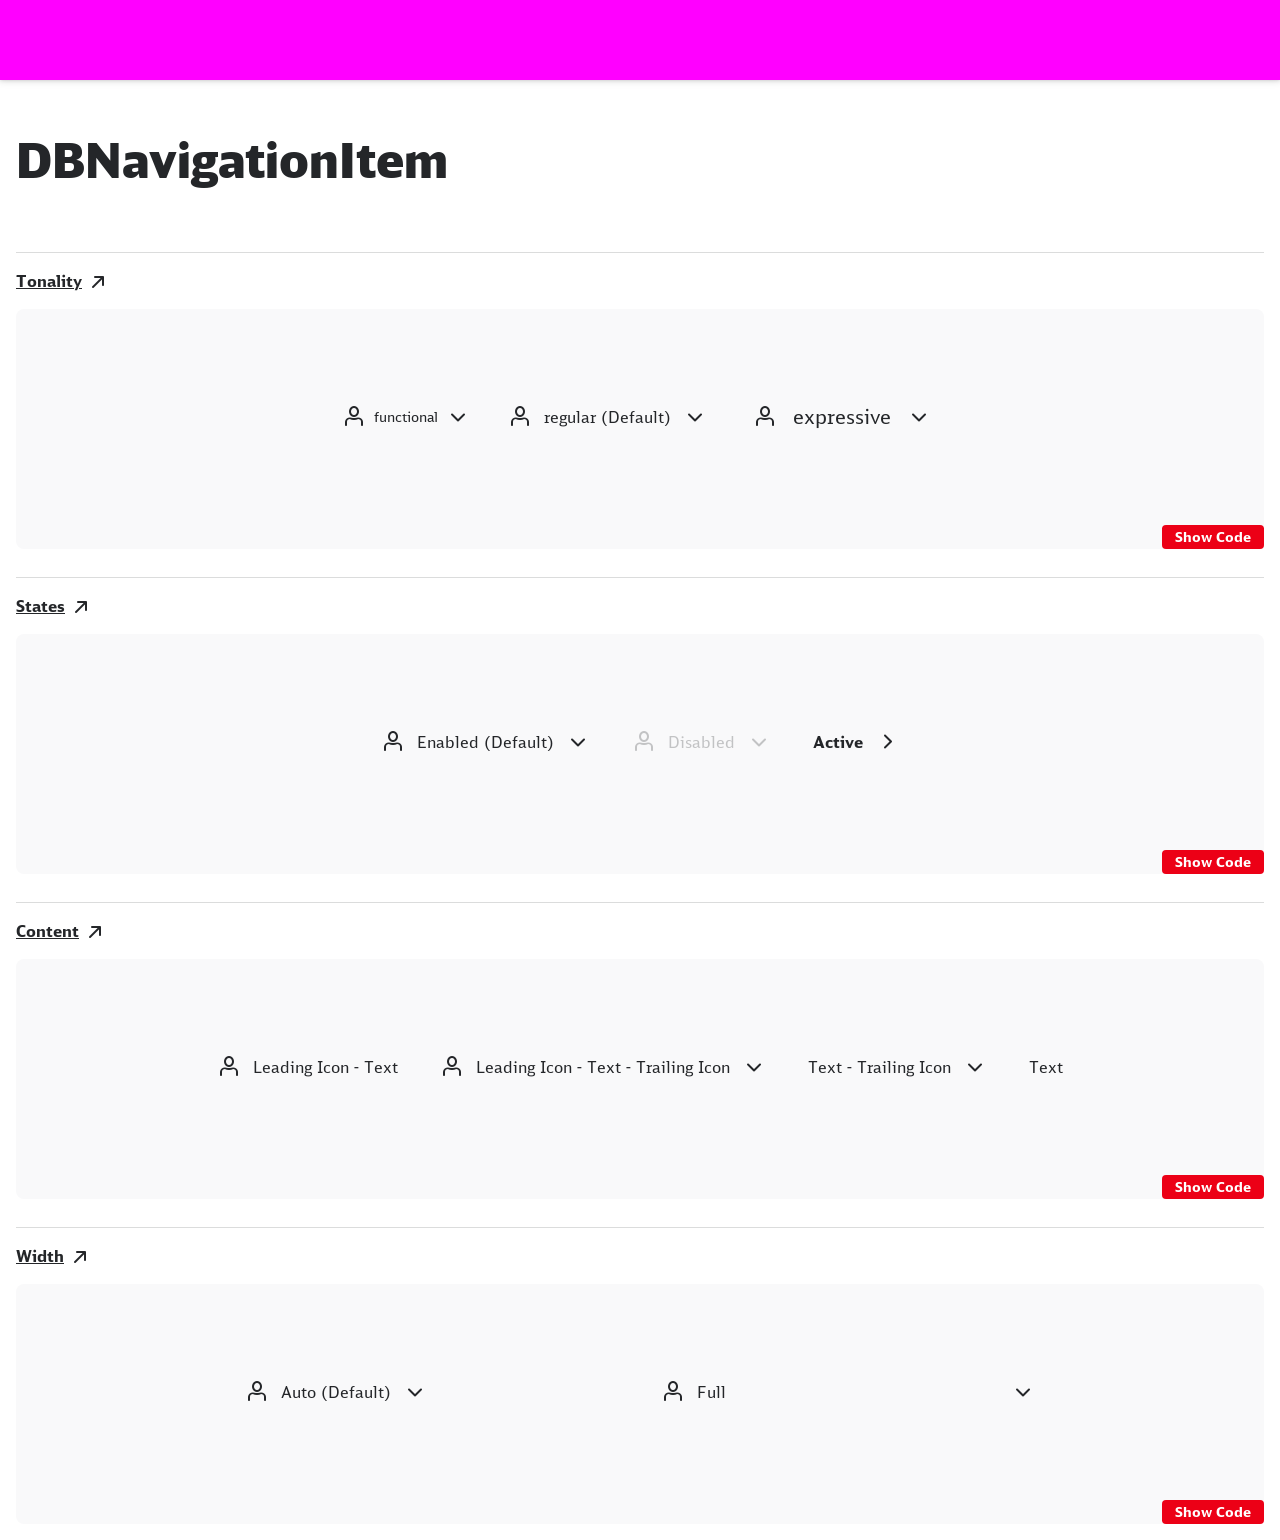 DBNavigationItem
Tonality
functional regular (Default) expressive
Show Code
States
Enabled (Default) Disabled Active
Show Code
Content
Leading Icon - Text Leading Icon - Text - Trailing Icon Text - Trailing Icon Text
Show Code
Width
Auto (Default) Full
Show Code